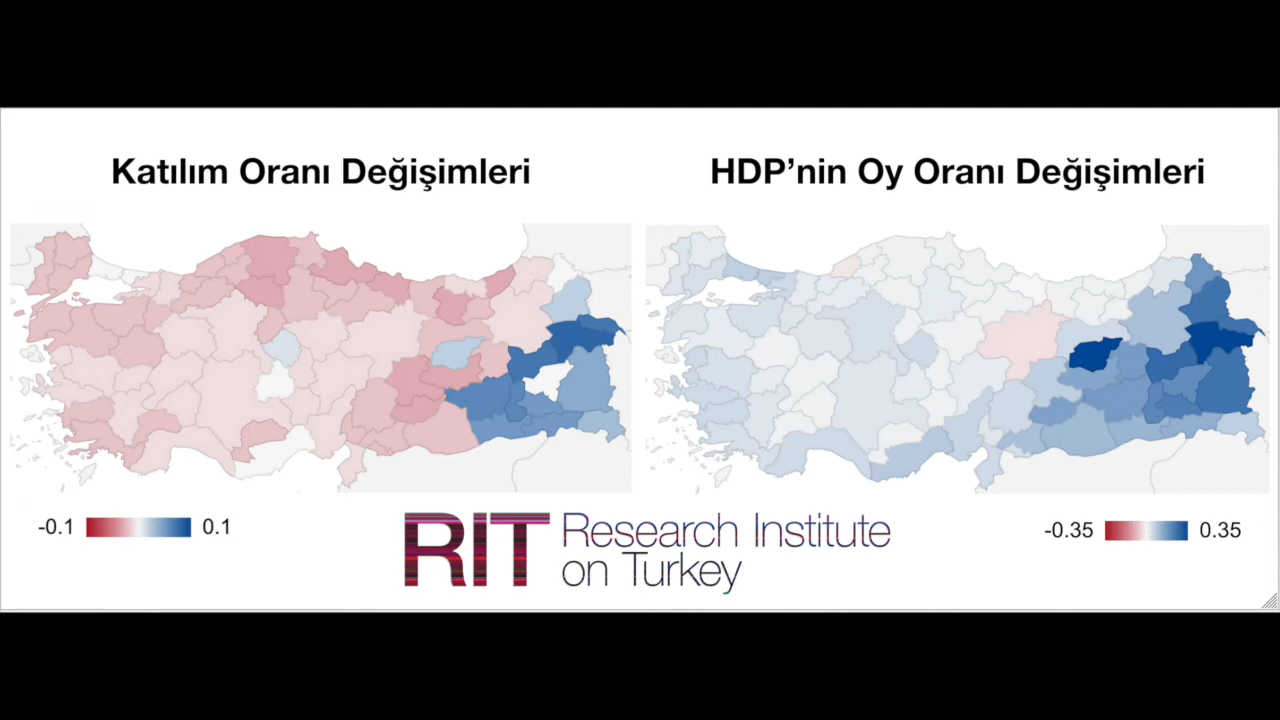 Katılım Oranı Değişimleri
HDP’nin Oy Oranı Değişimleri
-0.1 0.1
-0.35 0.35
RIT Research Institute
on Turkey